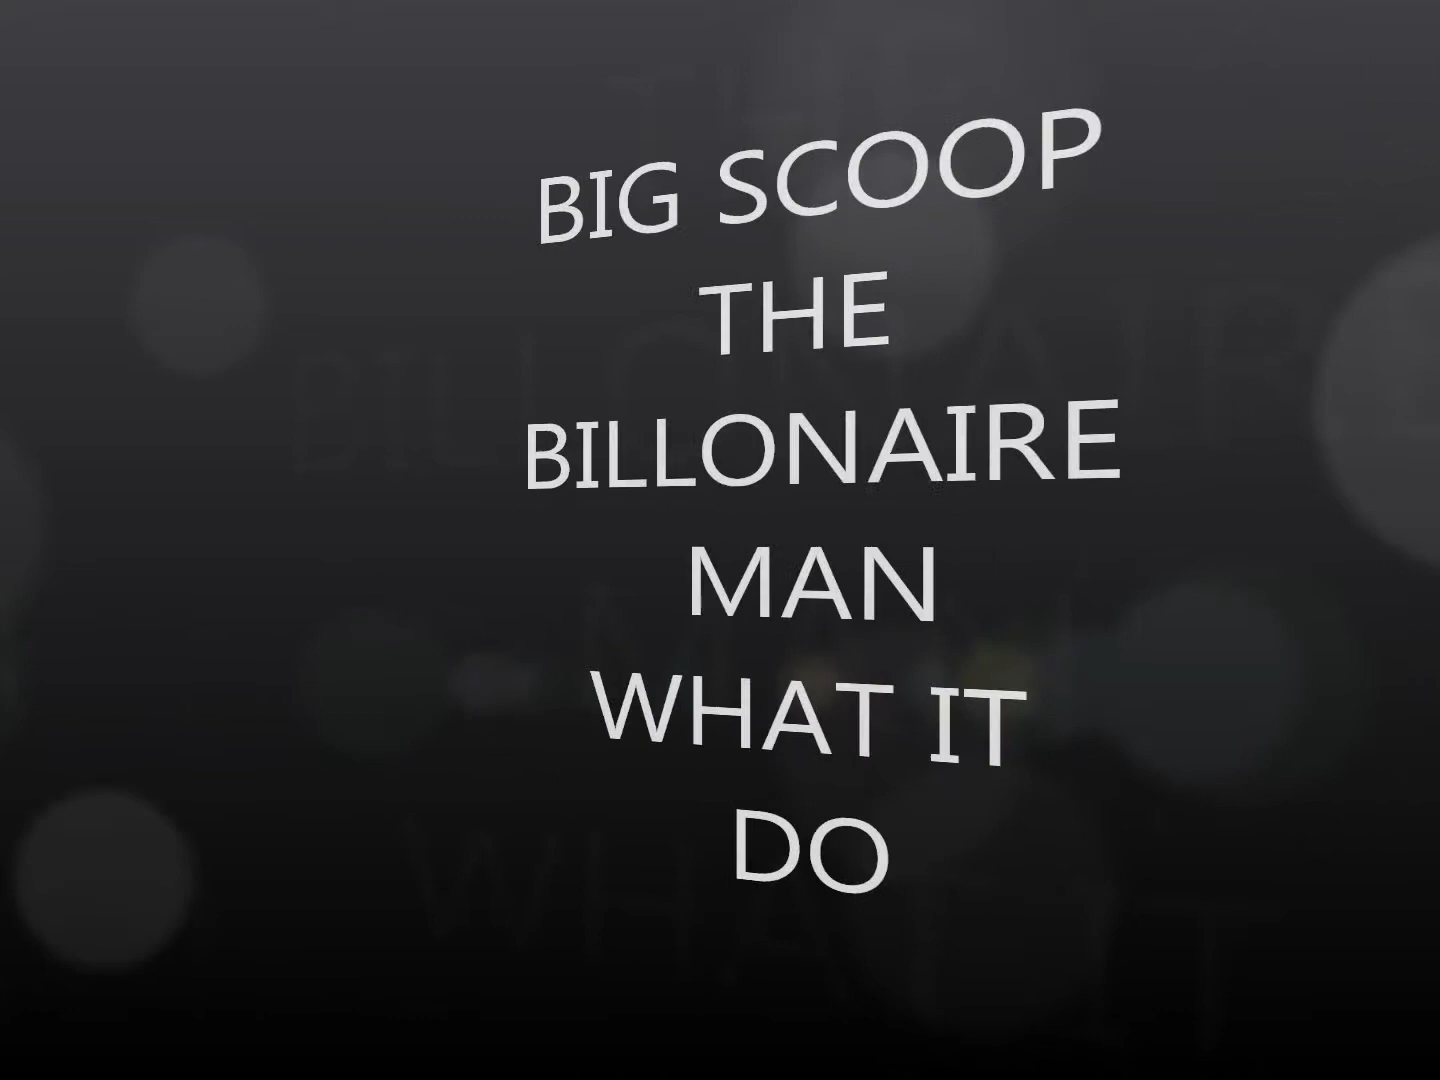 BIG SCOOP
THE
BILLONAIRE
MAN
WHAT IT
DO